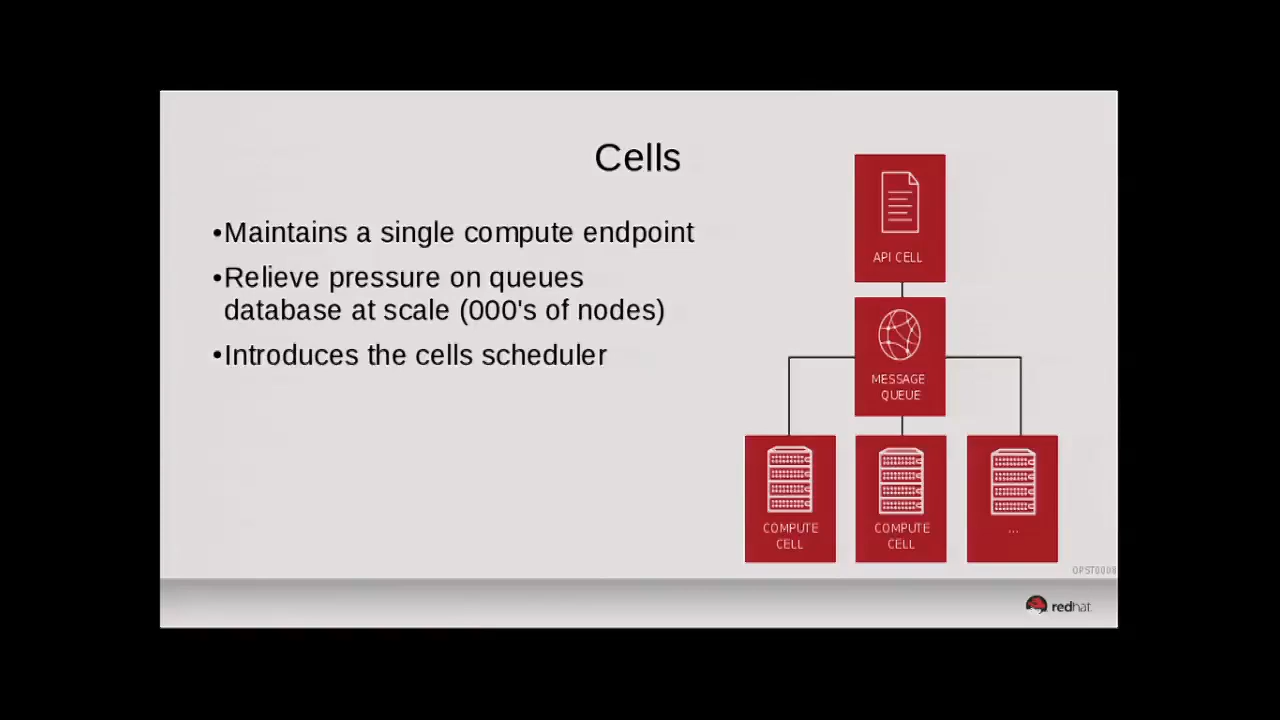 Cells
•Maintains a single compute endpoint
•Relieve pressure on queues
database at scale (000's of nodes)
•Introduces the cells scheduler
API CELL
MESSAGE
QUEUE
COMPUTE
CELL
COMPUTE
CELL
...
OPST0008
redhat.